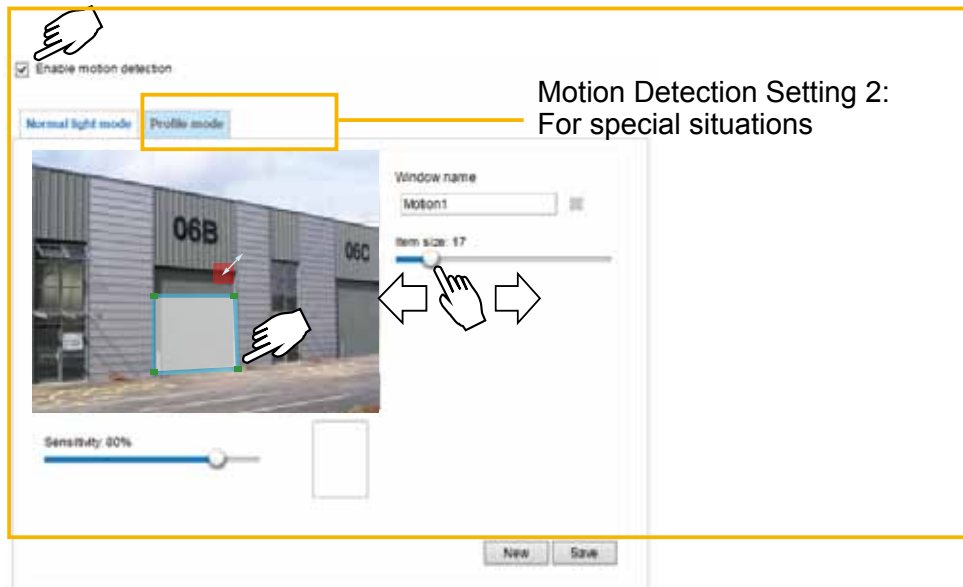 Enable motion detection
Motion Detection Setting 2:
For special situations
Normal light mode
Profile mode
Window name
Motion1
06B
06C
Item size: 17
Sensitivity: 80%
New
Save